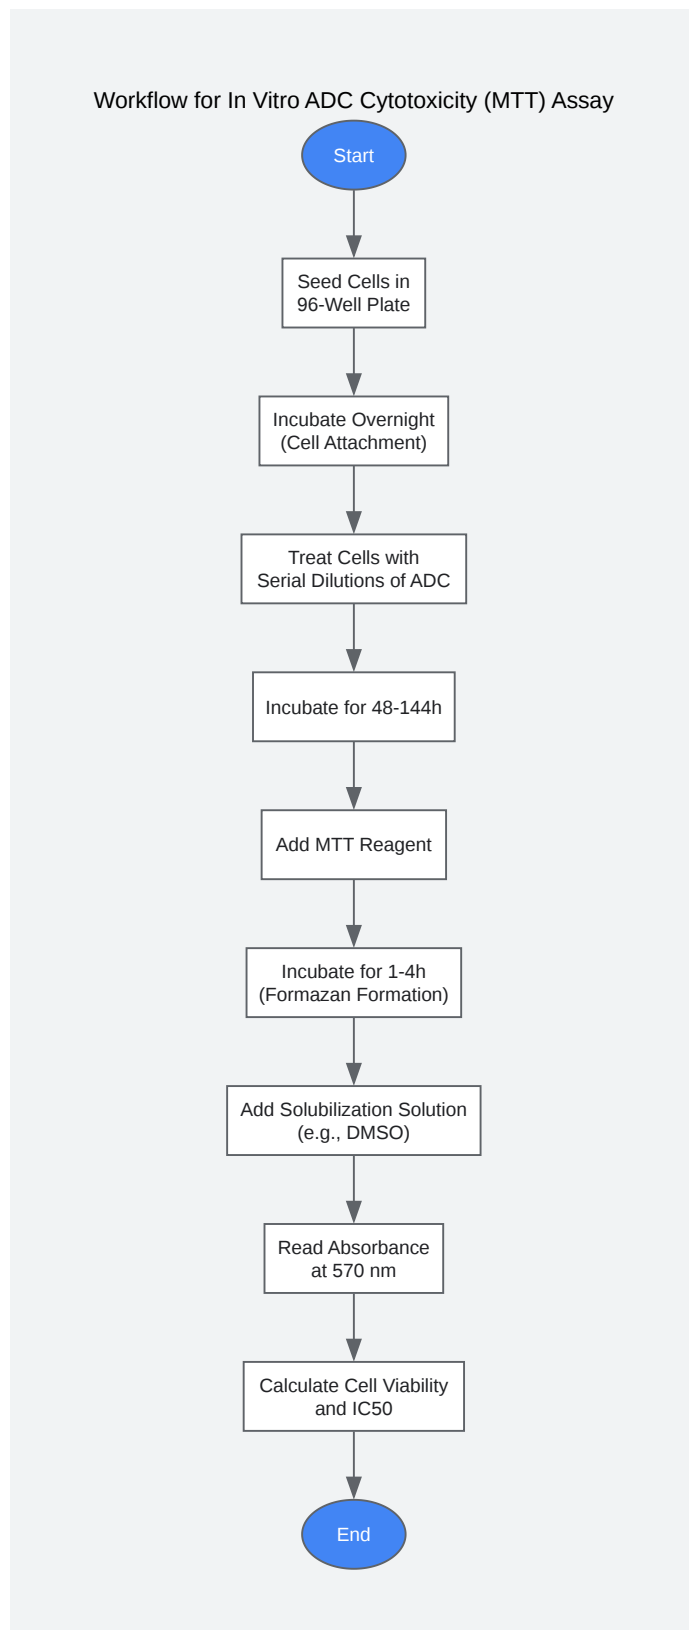 Workflow for In Vitro ADC Cytotoxicity (MTT) Assay
Start
Seed Cells in
96-Well Plate
Incubate Overnight
(Cell Attachment)
Treat Cells with
Serial Dilutions of ADC
Incubate for 48-144h
Add MTT Reagent
Incubate for 1-4h
(Formazan Formation)
Add Solubilization Solution
(e.g., DMSO)
Read Absorbance
at 570 nm
Calculate Cell Viability
and IC50
End